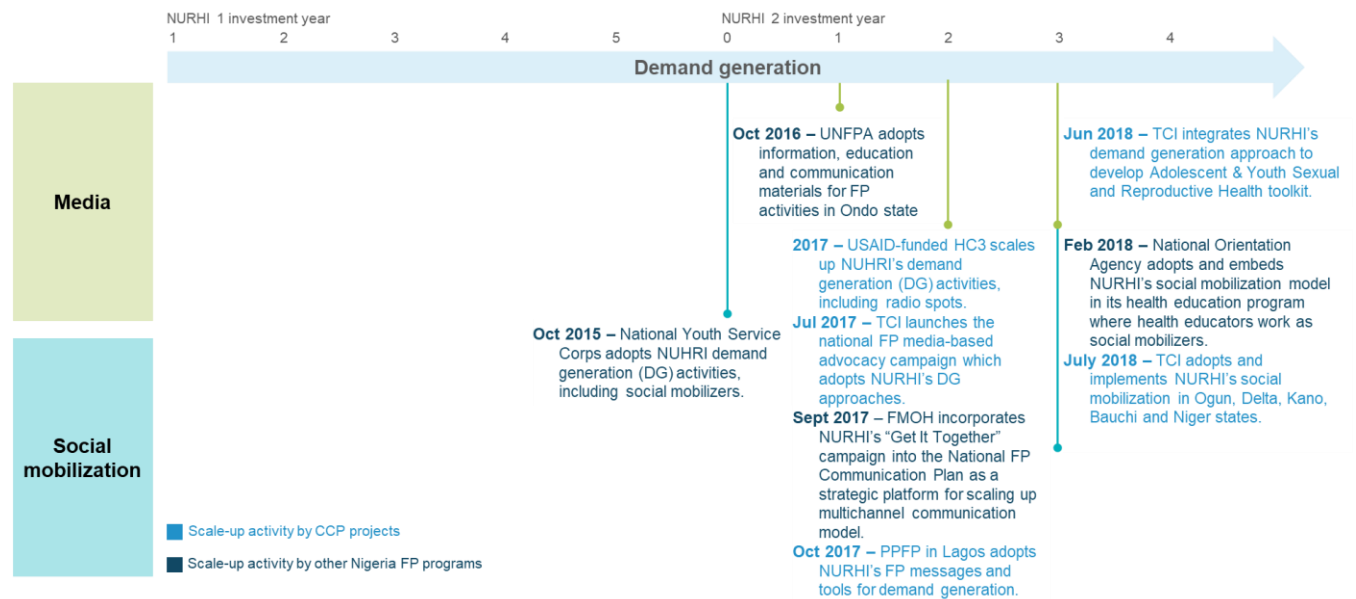 NURHI 1 investment year
NURHI 2 investment year
1 2 3 4 5 0 1 2 3 4
Demand generation
Media
Oct 2016 – UNFPA adopts
information, education
and communication
materials for FP
activities in Ondo state
Jun 2018 – TCI integrates NURHI’s
demand generation approach to
develop Adolescent & Youth Sexual
and Reproductive Health toolkit.
2017 – USAID-funded HC3 scales
up NUHRI’s demand
generation (DG) activities,
including radio spots.
Jul 2017 – TCI launches the
national FP media-based
advocacy campaign which
adopts NURHI’s DG
approaches.
Sept 2017 – FMOH incorporates
NURHI’s “Get It Together”
campaign into the National FP
Communication Plan as a
strategic platform for scaling up
multichannel communication
model.
Oct 2017 – PPFP in Lagos adopts
NURHI’s FP messages and
tools for demand generation.
Feb 2018 – National Orientation
Agency adopts and embeds
NURHI’s social mobilization model
in its health education program
where health educators work as
social mobilizers.
July 2018 – TCI adopts and
implements NURHI’s social
mobilization in Ogun, Delta, Kano,
Bauchi and Niger states.
Oct 2015 – National Youth Service
Corps adopts NUHRI demand
generation (DG) activities,
including social mobilizers.
Social
mobilization
Scale-up activity by CCP projects
Scale-up activity by other Nigeria FP programs